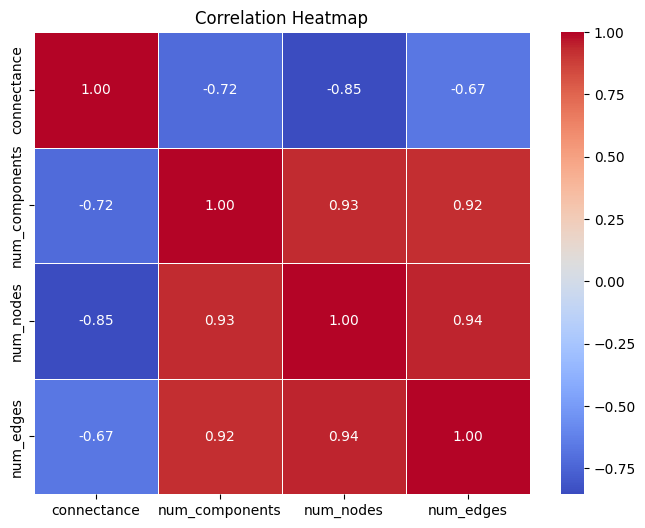 Correlation Heatmap
connectance
num_components
num_nodes
num_edges
1.00 -0.72 -0.85 -0.67
-0.72 1.00 0.93 0.92
-0.85 0.93 1.00 0.94
-0.67 0.92 0.94 1.00
connectance num_components num_nodes num_edges
1.00
0.75
0.50
0.25
0.00
−0.25
−0.50
−0.75